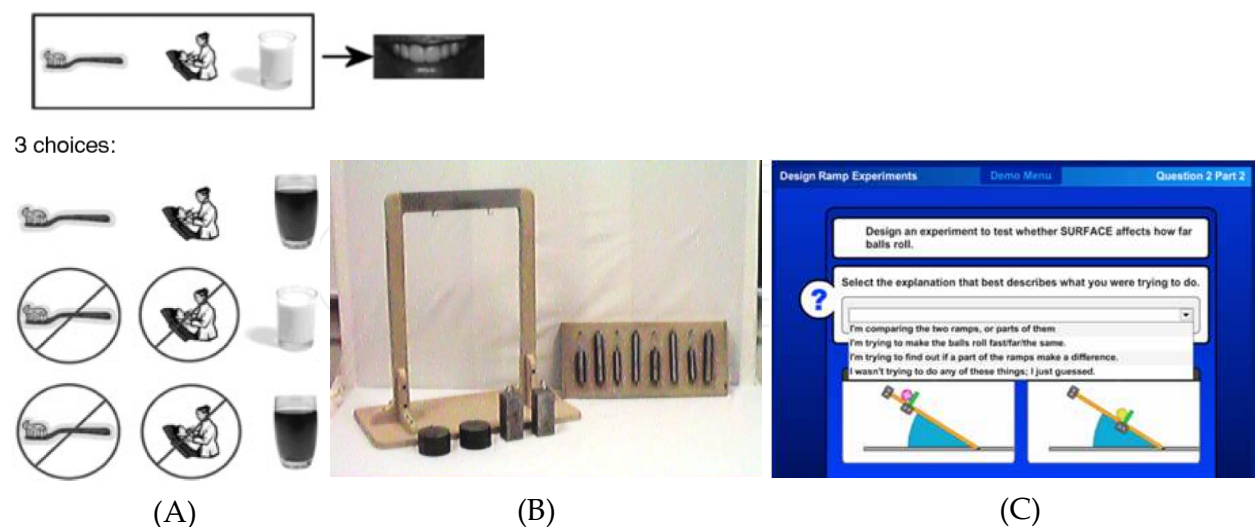 3 choices:
Design Ramp Experiments
Demo Menu
Question 2 Part 2
Design an experiment to test whether SURFACE affects how far
balls roll.
?
Select the explanation that best describes what you were trying to do.
I'm comparing the two ramps, or parts of them
I'm trying to make the balls roll fast/far/the same.
I'm trying to find out if a part of the ramps make a difference.
I wasn't trying to do any of these things; I just guessed.
(A)
(B)
(C)